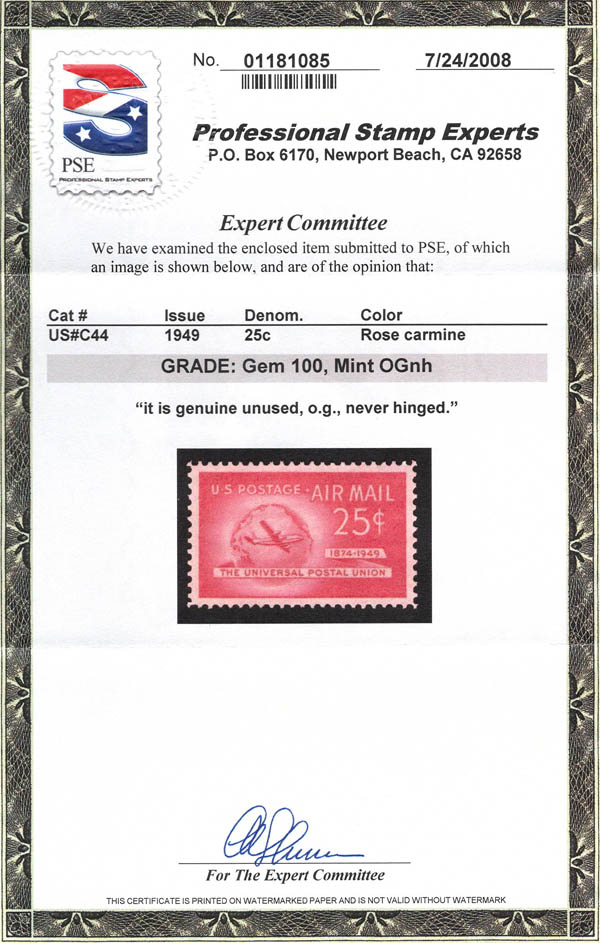 No. 01181085 7/24/2008
PSE
PROFESSIONAL STAMP EXPERTS
Professional Stamp Experts
P.O. Box 6170, Newport Beach, CA 92658
Expert Committee
We have examined the enclosed item submitted to PSE, of which
an image is shown below, and are of the opinion that:
Cat # Issue Denom. Color
US#C44 1949 25c Rose carmine
GRADE: Gem 100, Mint OGnh
“it is genuine unused, o.g., never hinged.”
U·S POSTAGE · AIR MAIL
25¢
1874-1949
THE UNIVERSAL POSTAL UNION
For The Expert Committee
THIS CERTIFICATE IS PRINTED ON WATERMARKED PAPER AND IS NOT VALID WITHOUT WATERMARK